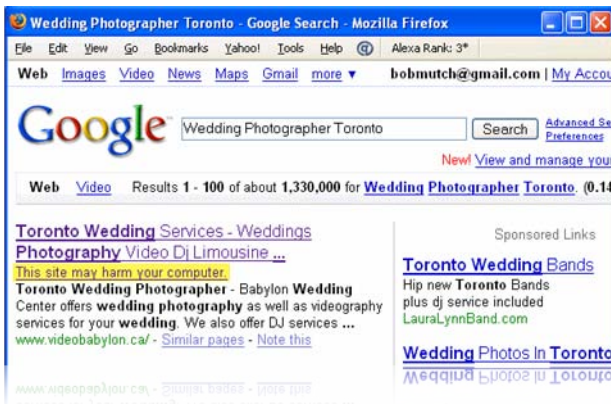 Wedding Photographer Toronto - Google Search - Mozilla Firefox
File Edit View Go Bookmarks Yahoo! Tools Help @ Alexa Rank: 3*
Web Images Video News Maps Gmail more ▼ bobmutch@gmail.com | My Accou
Google Wedding Photographer Toronto Search Advanced Se
Preferences
New! View and manage your
Web Video Results 1 - 100 of about 1,330,000 for Wedding Photographer Toronto. (0.14
Toronto Wedding Services - Weddings
Photography Video Dj Limousine ...
This site may harm your computer.
Toronto Wedding Photographer - Babylon Wedding
Center offers wedding photography as well as videography
services for your wedding. We also offer DJ services ...
www.videobabylon.ca/ - Similar pages - Note this
Sponsored Links
Toronto Wedding Bands
Hip new Toronto Bands
plus dj service included
LauraLynnBand.com
Wedding Photos In Toronto